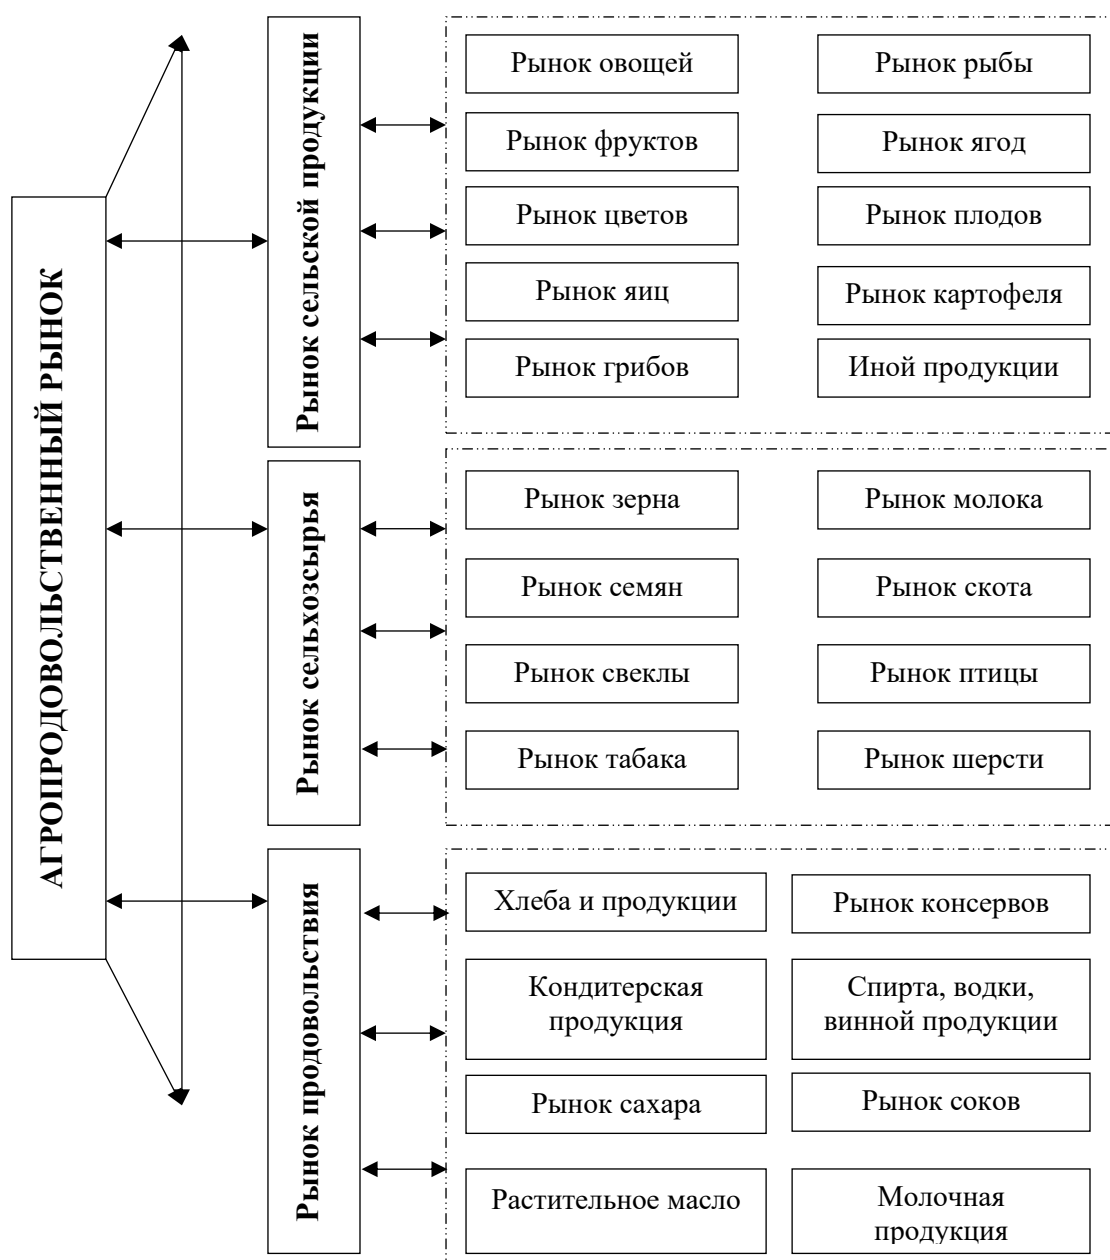 АГРОПРОДОВОЛЬСТВЕННЫЙ РЫНОК
Рынок сельской продукции
Рынок овощей
Рынок рыбы
Рынок фруктов
Рынок ягод
Рынок цветов
Рынок плодов
Рынок яиц
Рынок картофеля
Рынок грибов
Иной продукции
Рынок сельхозсырья
Рынок зерна
Рынок молока
Рынок семян
Рынок скота
Рынок свеклы
Рынок птицы
Рынок табака
Рынок шерсти
Рынок продовольствия
Хлеба и продукции
Рынок консервов
Кондитерская
продукция
Спирта, водки,
винной продукции
Рынок сахара
Рынок соков
Растительное масло
Молочная
продукция